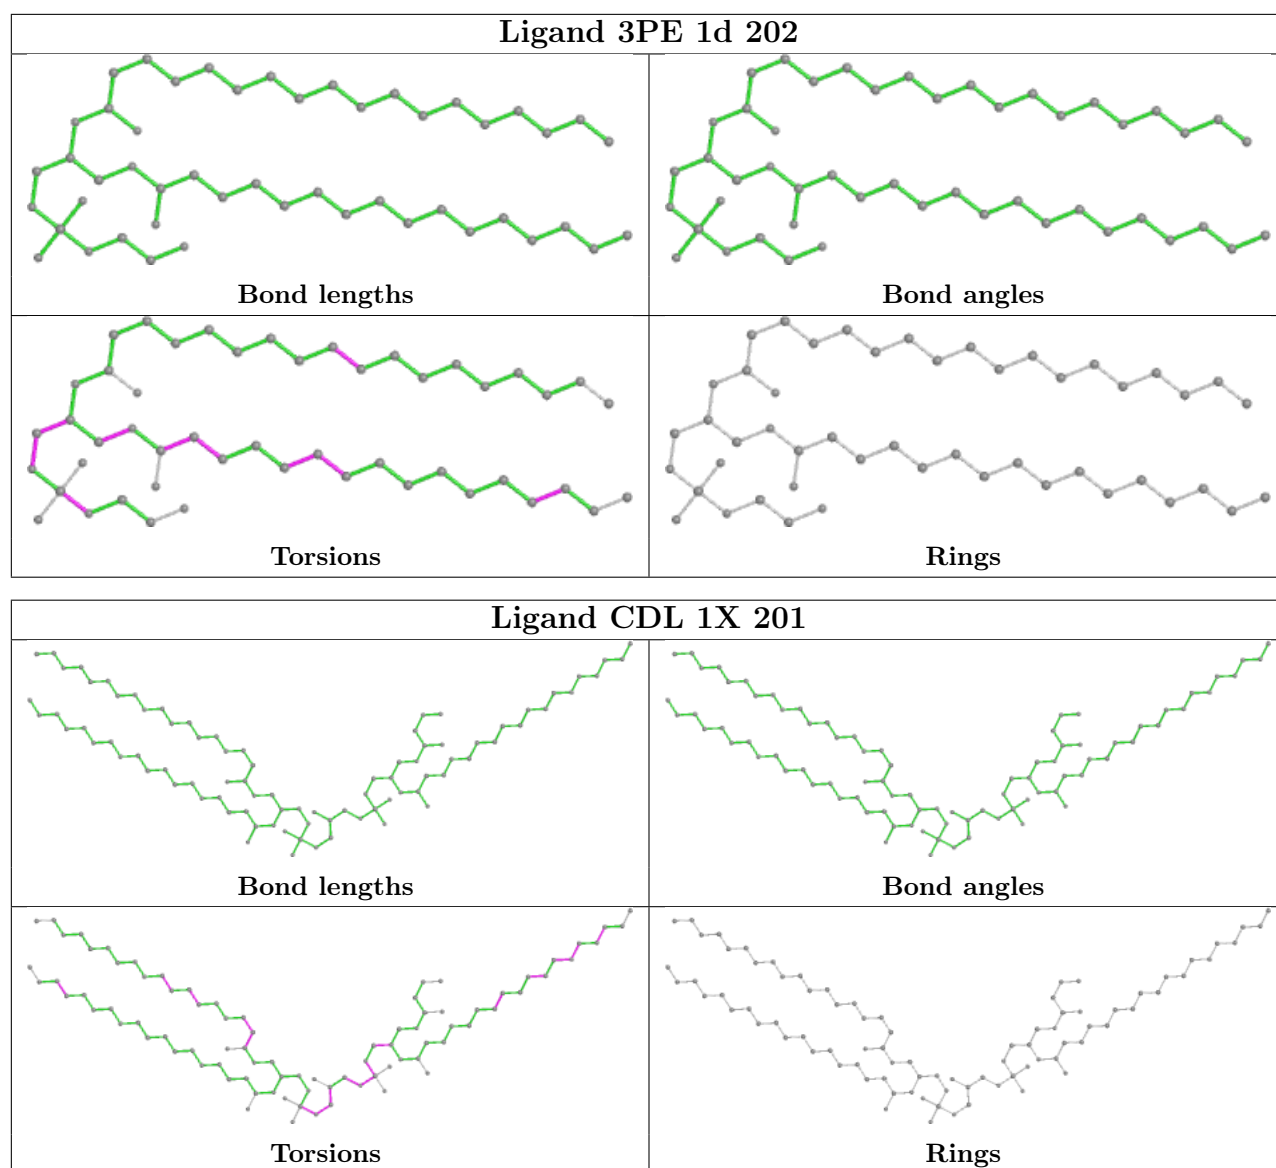 Ligand 3PE 1d 202
Bond lengths
Bond angles
Torsions
Rings
Ligand CDL 1X 201
Bond lengths
Bond angles
Torsions
Rings